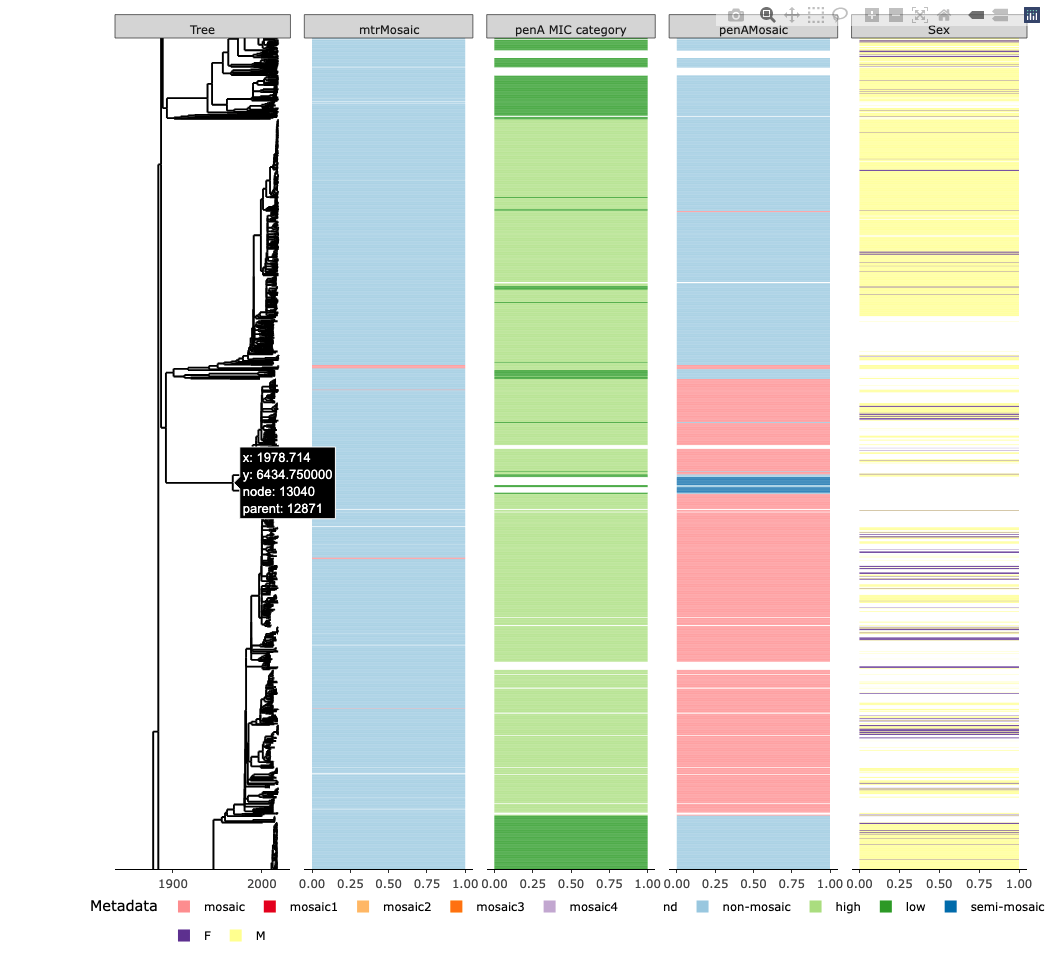 Tree mtrMosaic penA MIC category penAMosaic Sex
x: 1978.714
y: 6434.750000
node: 13040
parent: 12871
1900 2000 0.00 0.25 0.50 0.75 1.00 0.00 0.25 0.50 0.75 1.00 0.00 0.25 0.50 0.75 1.00 0.00 0.25 0.50 0.75 1.00
Metadata mosaic mosaic1 mosaic2 mosaic3 mosaic4 nd non-mosaic high low semi-mosaic
F M